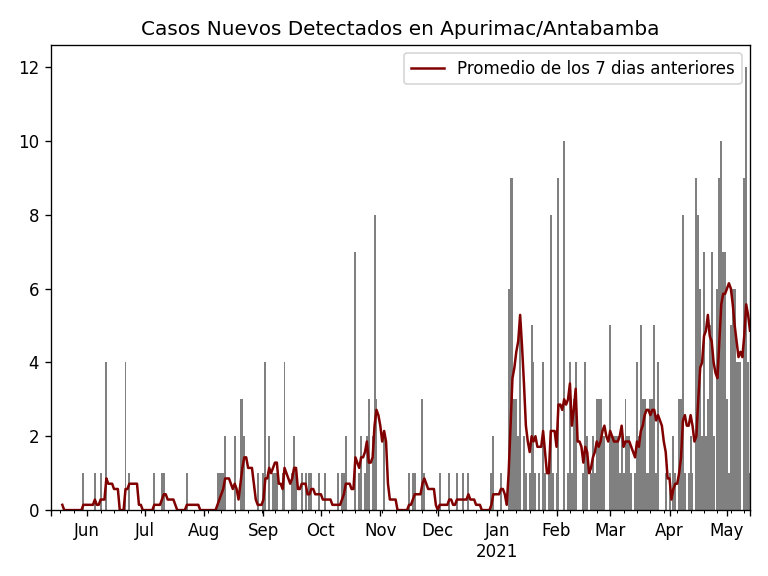 Casos Nuevos Detectados en Apurimac/Antabamba
Promedio de los 7 dias anteriores
12
10
8
6
4
2
0
Jun Jul Aug Sep Oct Nov Dec Jan Feb Mar Apr May
2021